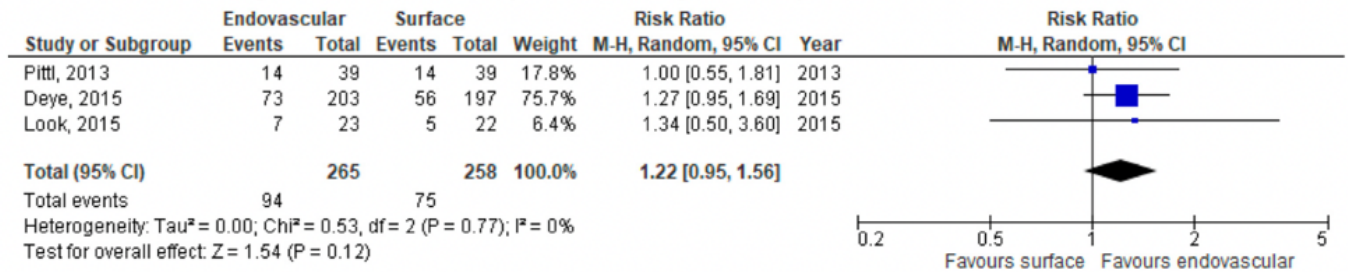 Endovascular Surface Risk Ratio Risk Ratio
Study or Subgroup Events Total Events Total Weight M-H, Random, 95% CI Year M-H, Random, 95% CI
Pittl, 2013 14 39 14 39 17.8% 1.00 [0.55, 1.81] 2013
Deye, 2015 73 203 56 197 75.7% 1.27 [0.95, 1.69] 2015
Look, 2015 7 23 5 22 6.4% 1.34 [0.50, 3.60] 2015
Total (95% CI) 265 258 100.0% 1.22 [0.95, 1.56]
Total events 94 75
Heterogeneity: Tau² = 0.00; Chi² = 0.53, df = 2 (P = 0.77); I² = 0%
Test for overall effect: Z = 1.54 (P = 0.12)
0.2 0.5 1 2 5
Favours surface Favours endovascular